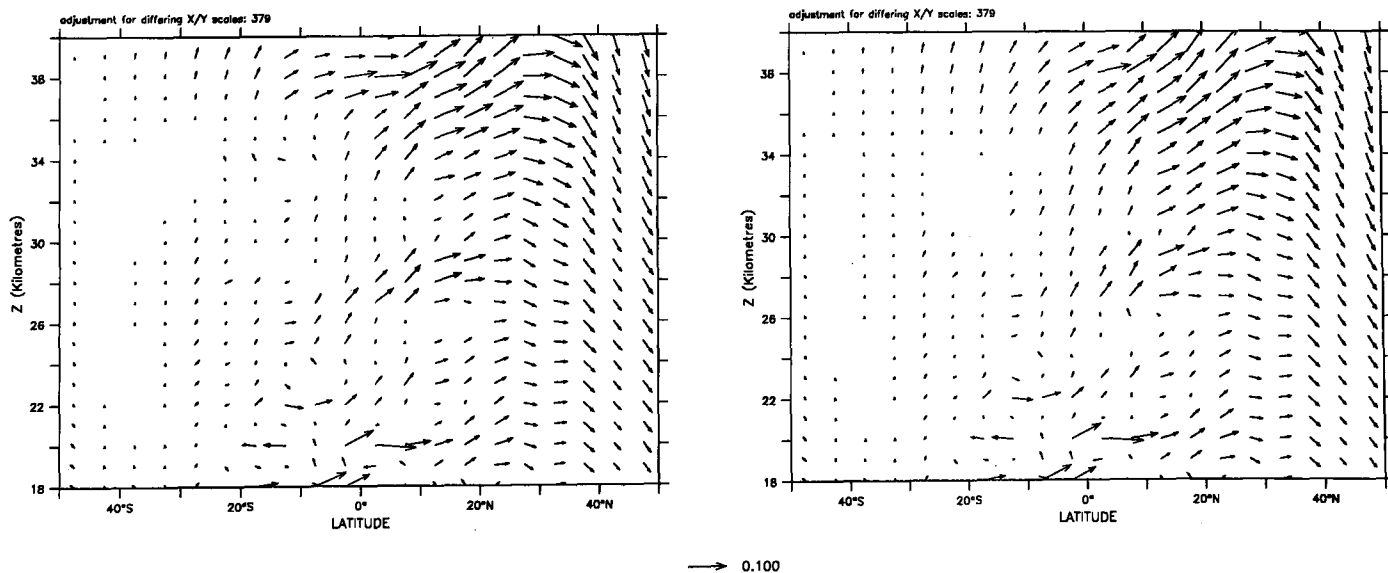 adjustment for differing X/Y scales: 379
38
34
30
26
22
18
Z (Kilometres)
40°S
20°S
0°
20°N
40°N
LATITUDE
adjustment for differing X/Y scales: 379
38
34
30
26
22
18
Z (Kilometres)
40°S
20°S
0°
20°N
40°N
LATITUDE
0.100